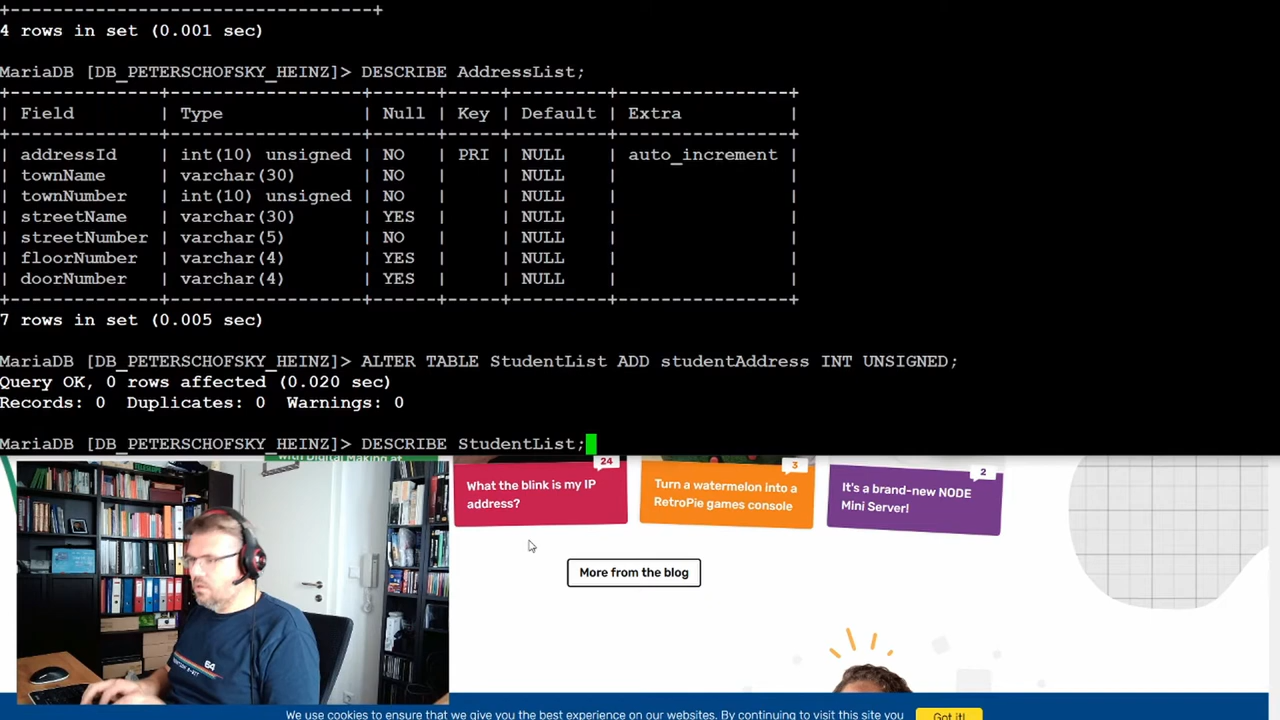 +----------------------------------+
4 rows in set (0.001 sec)
MariaDB [DB_PETERSCHOFSKY_HEINZ]> DESCRIBE AddressList;
+--------------+------------------+------+-----+---------+----------------+
| Field        | Type             | Null | Key | Default | Extra          |
+--------------+------------------+------+-----+---------+----------------+
| addressId    | int(10) unsigned | NO   | PRI | NULL    | auto_increment |
| townName     | varchar(30)      | NO   |     | NULL    |                |
| townNumber   | int(10) unsigned | NO   |     | NULL    |                |
| streetName   | varchar(30)      | YES  |     | NULL    |                |
| streetNumber | varchar(5)       | NO   |     | NULL    |                |
| floorNumber  | varchar(4)       | YES  |     | NULL    |                |
| doorNumber   | varchar(4)       | YES  |     | NULL    |                |
+--------------+------------------+------+-----+---------+----------------+
7 rows in set (0.005 sec)
MariaDB [DB_PETERSCHOFSKY_HEINZ]> ALTER TABLE StudentList ADD studentAddress INT UNSIGNED;
Query OK, 0 rows affected (0.020 sec)
Records: 0  Duplicates: 0  Warnings: 0
MariaDB [DB_PETERSCHOFSKY_HEINZ]> DESCRIBE StudentList;
with Digital Making at
24
What the blink is my IP
address?
3
Turn a watermelon into a
RetroPie games console
2
It's a brand-new NODE
Mini Server!
More from the blog
64
We use cookies to ensure that we give you the best experience on our websites. By continuing to visit this site you
Got it!